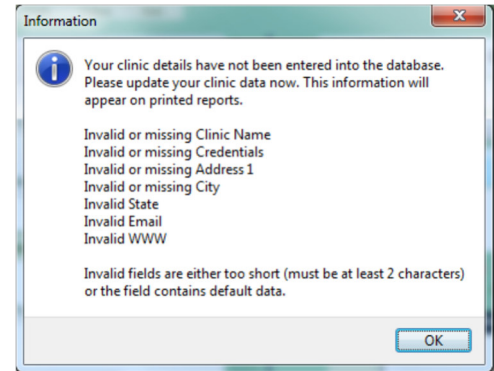 Information
Your clinic details have not been entered into the database.
Please update your clinic data now. This information will
appear on printed reports.
Invalid or missing Clinic Name
Invalid or missing Credentials
Invalid or missing Address 1
Invalid or missing City
Invalid State
Invalid Email
Invalid WWW
Invalid fields are either too short (must be at least 2 characters)
or the field contains default data.
OK